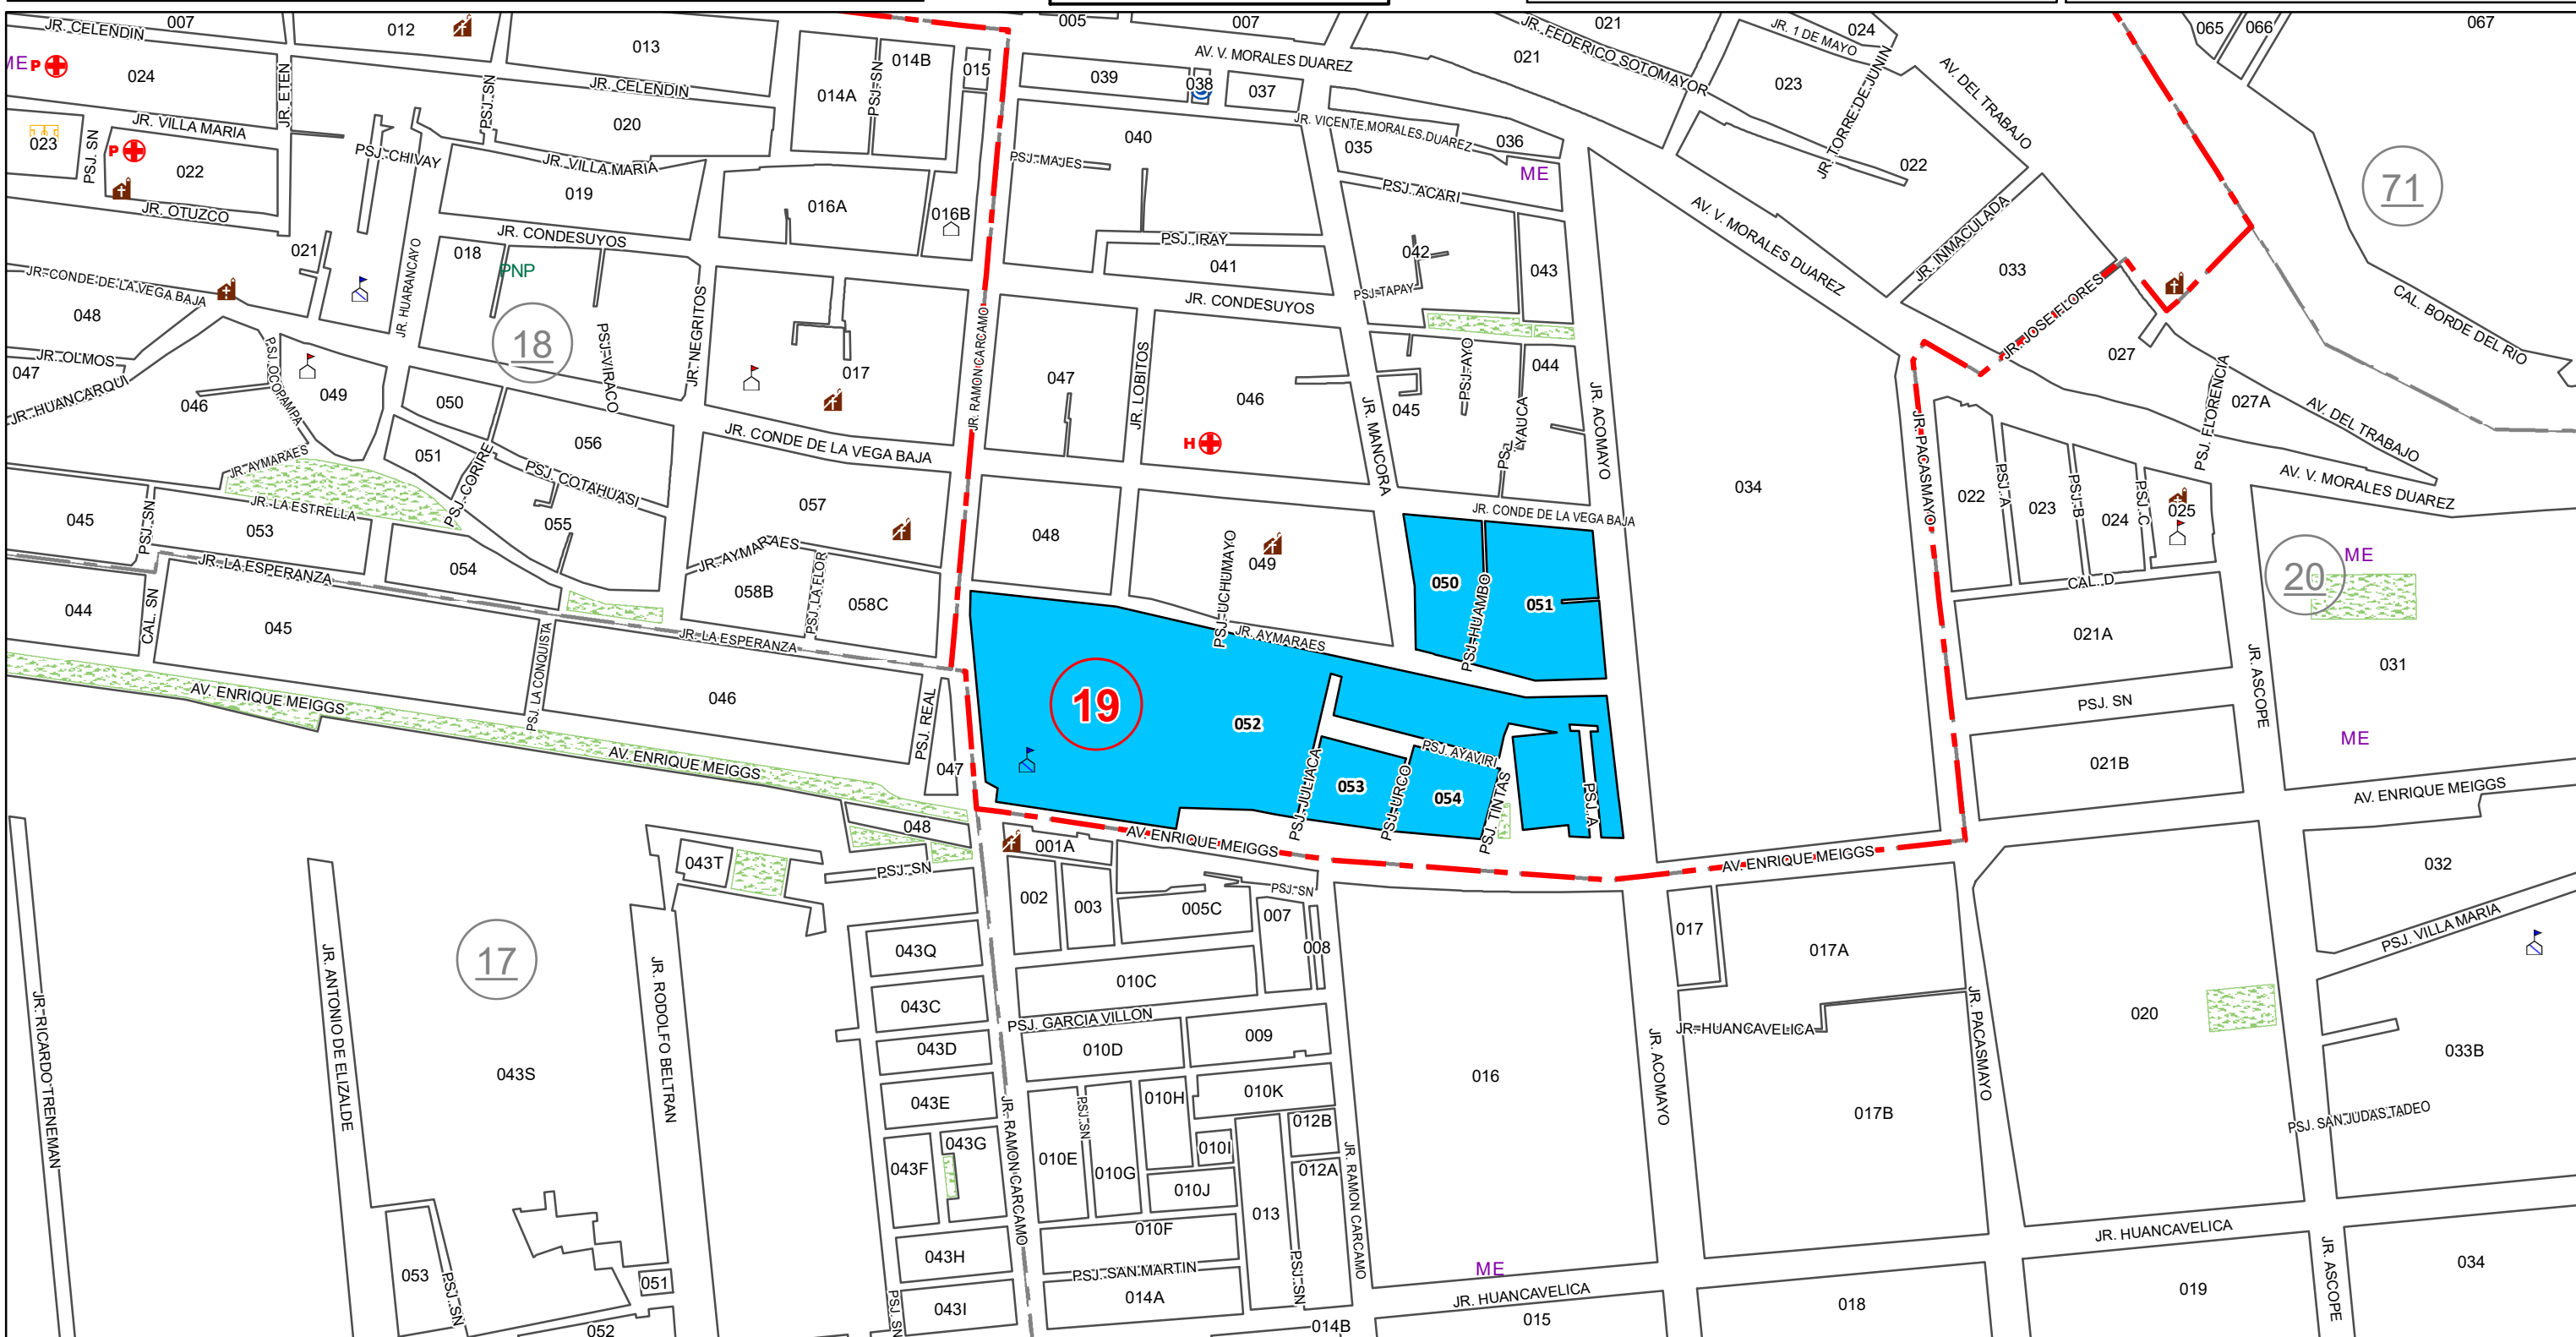 007
012
013
005
007
021
024
065
066
067
JR. CELENDIN
ME
P
024
JR. ETEN
PSJ. SN
JR. CELENDIN
014A
PSJ. SN
014B
015
AV. V. MORALES DUAREZ
039
038
037
021
JR. FEDERICO SOTOMAYOR
JR. 1 DE MAYO
023
JR. TORRE DE JUNIN
AV. DEL TRABAJO
JR. VILLA MARIA
023
PSJ. SN
P
022
020
PSJ. CHIVAY
JR. VILLA MARIA
019
040
PSJ. MAJES
JR. VICENTE MORALES DUAREZ
035
036
ME
022
71
JR. OTUZCO
021
JR. HUARANCAYO
JR. CONDESUYOS
016A
016B
PSJ. IRAY
041
PSJ. ACARI
042
043
PSJ. TAPAY
AV. V. MORALES DUAREZ
JR. INMACULADA
033
JR. JOSE FLORES
CAL. BORDE DEL RIO
JR. CONDE DE LA VEGA BAJA
048
018
PNP
18
PSJ. VIRACO
JR. NEGRITOS
017
JR. RAMON CARCAMO
JR. CONDESUYOS
JR. OLMOS
047
JR. HUANCARQUI
046
PSJ. OCOPAMPA
049
050
051
056
PSJ. CORIRE
PSJ. COTAHUASI
JR. CONDE DE LA VEGA BAJA
047
JR. LOBITOS
046
H
JR. MANCORA
045
PSJ. AYO
044
PSJ. YAUCA
JR. ACOMAYO
027
PSJ. FLORENCIA
027A
AV. DEL TRABAJO
AV. V. MORALES DUAREZ
JR. AYMARAES
JR. LA ESTRELLA
045
PSJ. SN
053
055
054
057
JR. AYMARAES
058B
PSJ. LA FLOR
058C
048
PSJ. UCHUMAYO
049
JR. CONDE DE LA VEGA BAJA
050
PSJ. HUAMBO
051
034
JR. PACASMAYO
022
PSJ. A
023
PSJ. B
024
PSJ. C
025
CAL. D
ME
20
JR. LA ESPERANZA
044
CAL. SN
045
PSJ. LA CONQUISTA
JR. LA ESPERANZA
JR. AYMARAES
021A
JR. ASCOPE
031
046
AV. ENRIQUE MEIGGS
PSJ. REAL
047
19
052
PSJ. AYAVIRI
PSJ. JULIACA
053
PSJ. URCO
054
PSJ. TINTAS
PSJ. A
PSJ. SN
021B
ME
AV. ENRIQUE MEIGGS
AV. ENRIQUE MEIGGS
048
043T
PSJ. SN
001A
AV. ENRIQUE MEIGGS
AV. ENRIQUE MEIGGS
002
003
005C
PSJ. SN
007
008
017
017A
032
PSJ. VILLA MARIA
17
JR. ANTONIO DE ELIZALDE
JR. RODOLFO BELTRAN
JR. RICARDO TRENEMAN
043S
043Q
043C
043D
043E
043F
043G
043H
043I
PSJ. SN
JR. RAMON CARCAMO
010C
PSJ. GARCIA VILLON
010D
009
010E
PSJ. SN
010G
010H
010I
010J
010K
012B
012A
013
PSJ. SN
JR. RAMON CARCAMO
016
JR. ACOMAYO
JR. HUANCAVELICA
017B
JR. PACASMAYO
020
033B
PSJ. SAN JUDAS TADEO
010F
PSJ. SAN MARTIN
014A
014B
ME
JR. HUANCAVELICA
015
018
JR. HUANCAVELICA
019
JR. ASCOPE
034
053
PSJ. SN
051
052